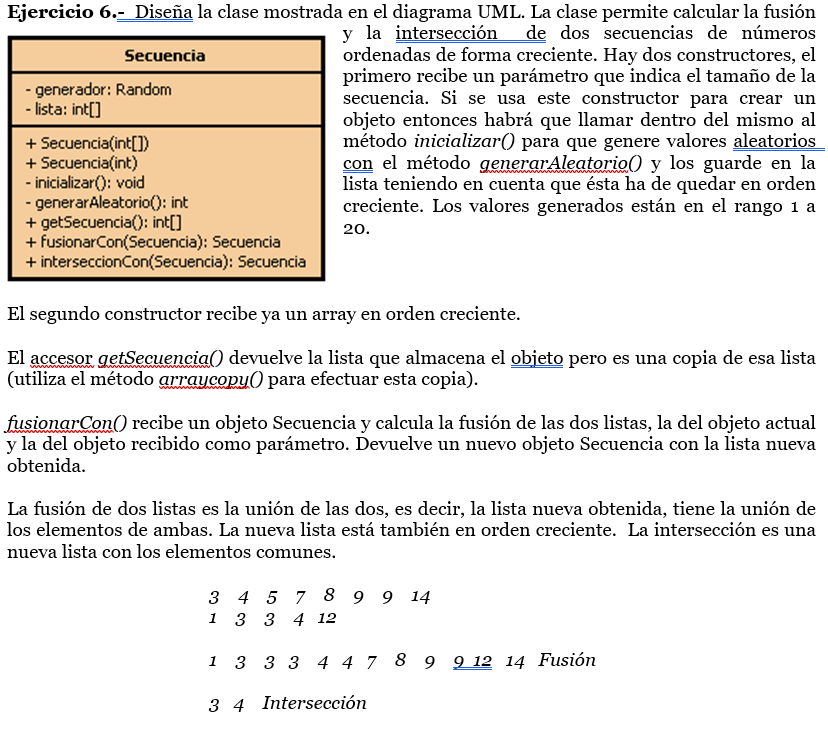 Ejercicio 6.- Diseña la clase mostrada en el diagrama UML. La clase permite calcular la fusión
y la intersección de dos secuencias de números
ordenadas de forma creciente. Hay dos constructores, el
primero recibe un parámetro que indica el tamaño de la
secuencia. Si se usa este constructor para crear un
objeto entonces habrá que llamar dentro del mismo al
método inicializar() para que genere valores aleatorios
con el método generarAleatorio() y los guarde en la
lista teniendo en cuenta que ésta ha de quedar en orden
creciente. Los valores generados están en el rango 1 a
20.
Secuencia
- generador: Random
- lista: int[]
+ Secuencia(int[])
+ Secuencia(int)
- inicializar(): void
- generarAleatorio(): int
+ getSecuencia(): int[]
+ fusionarCon(Secuencia): Secuencia
+ interseccionCon(Secuencia): Secuencia
El segundo constructor recibe ya un array en orden creciente.
El accesor getSecuencia() devuelve la lista que almacena el objeto pero es una copia de esa lista
(utiliza el método arraycopy() para efectuar esta copia).
fusionarCon() recibe un objeto Secuencia y calcula la fusión de las dos listas, la del objeto actual
y la del objeto recibido como parámetro. Devuelve un nuevo objeto Secuencia con la lista nueva
obtenida.
La fusión de dos listas es la unión de las dos, es decir, la lista nueva obtenida, tiene la unión de
los elementos de ambas. La nueva lista está también en orden creciente. La intersección es una
nueva lista con los elementos comunes.
3 4 5 7 8 9 9 14
1 3 3 4 12
1 3 3 3 4 4 7 8 9 9 12 14 Fusión
3 4 Intersección